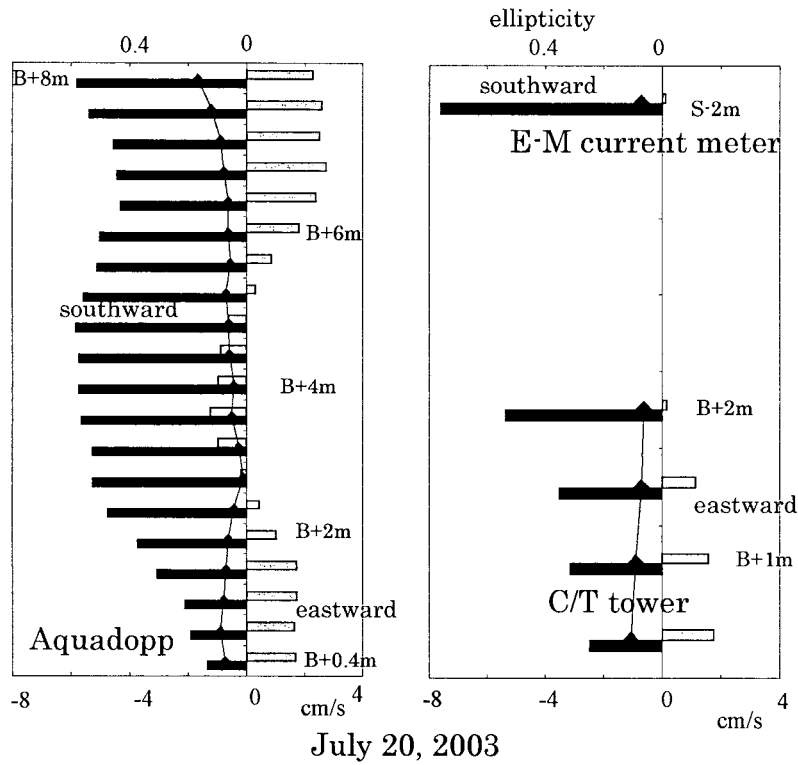 ellipticity
0.4 0 0.4 0
B+8m
southward
S-2m
E-M current meter
B+6m
southward
B+4m
B+2m
B+2m
eastward
B+1m
eastward
C/T tower
Aquadopp
B+0.4m
-8 -4 0 4 -8 -4 0 4
cm/s cm/s
July 20, 2003